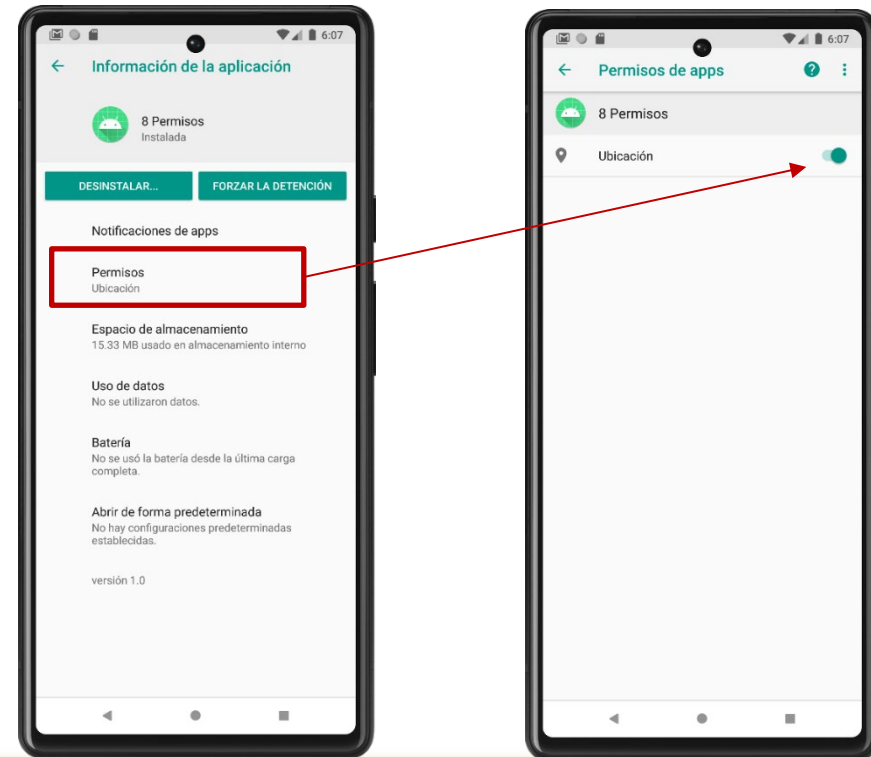 6:07
Información de la aplicación
8 Permisos
Instalada
DESINSTALAR...
FORZAR LA DETENCIÓN
Notificaciones de apps
Permisos
Ubicación
Espacio de almacenamiento
15.33 MB usado en almacenamiento interno
Uso de datos
No se utilizaron datos.
Batería
No se usó la batería desde la última carga
completa.
Abrir de forma predeterminada
No hay configuraciones predeterminadas
establecidas.
versión 1.0
6:07
Permisos de apps
?
8 Permisos
Ubicación